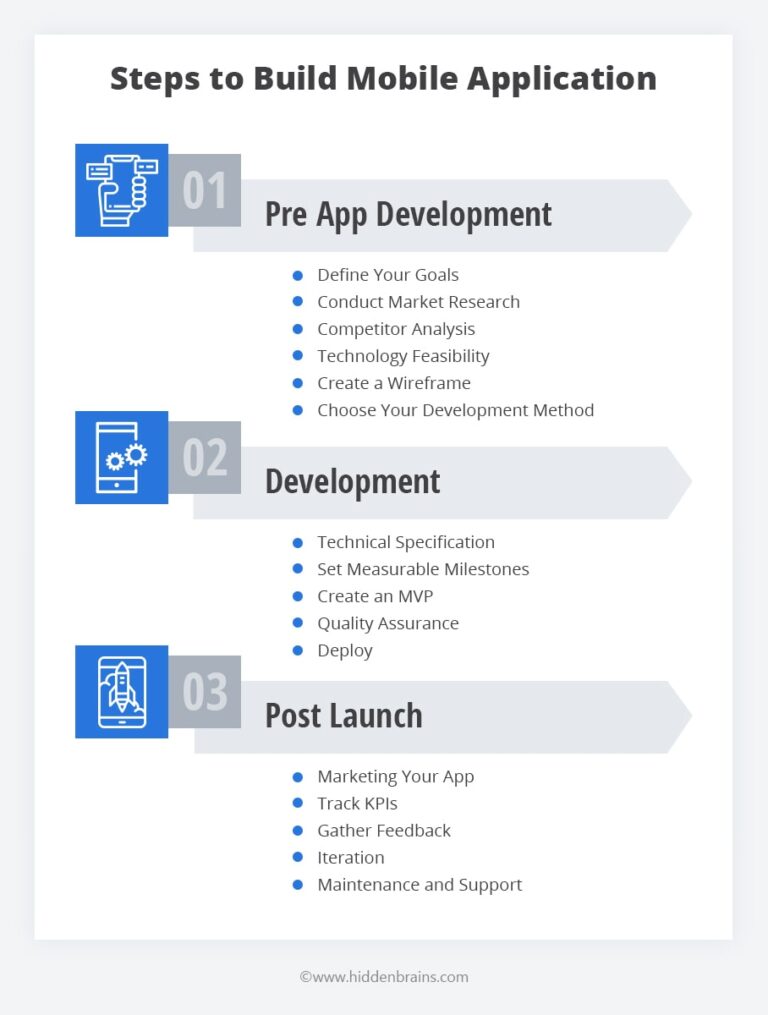 Steps to Build Mobile Application
01
Pre App Development
Define Your Goals
Conduct Market Research
Competitor Analysis
Technology Feasibility
Create a Wireframe
Choose Your Development Method
02
Development
Technical Specification
Set Measurable Milestones
Create an MVP
Quality Assurance
Deploy
03
Post Launch
Marketing Your App
Track KPIs
Gather Feedback
Iteration
Maintenance and Support
©www.hiddenbrains.com